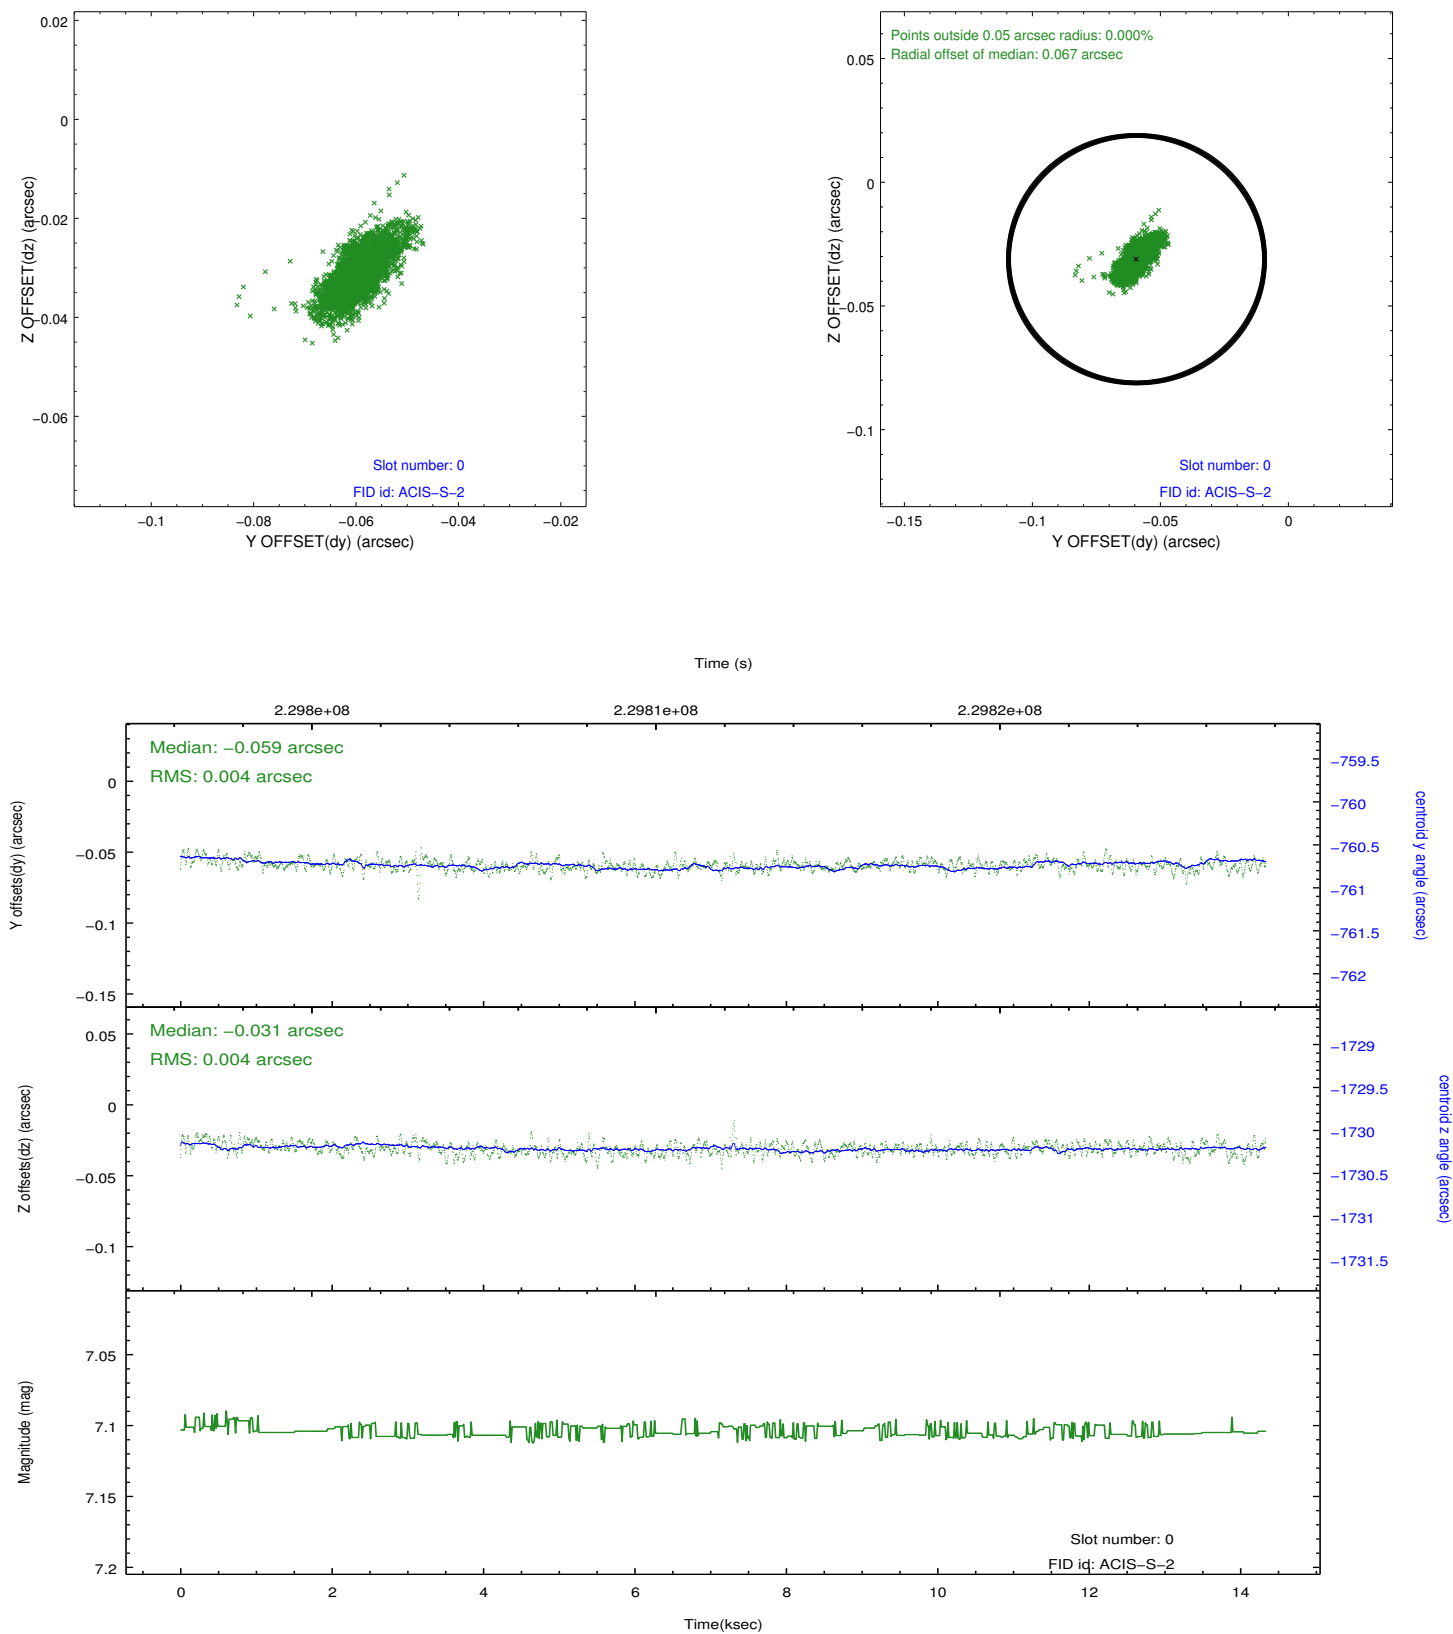 0.02
0
−0.02
−0.04
−0.06
−0.1
−0.08
−0.06
−0.04
−0.02
Z OFFSET(dz) (arcsec)
Y OFFSET(dy) (arcsec)
Slot number: 0
FID id: ACIS−S−2
Points outside 0.05 arcsec radius: 0.000%
Radial offset of median: 0.067 arcsec
0.05
0
−0.05
−0.1
−0.15
−0.1
−0.05
0
Z OFFSET(dz) (arcsec)
Y OFFSET(dy) (arcsec)
Slot number: 0
FID id: ACIS−S−2
Time (s)
2.298e+08
2.2981e+08
2.2982e+08
Median: −0.059 arcsec
RMS: 0.004 arcsec
0
−0.05
−0.1
−0.15
Y offsets(dy) (arcsec)
−759.5
−760
−760.5
−761
−761.5
−762
centroid y angle (arcsec)
Median: −0.031 arcsec
RMS: 0.004 arcsec
0.05
0
−0.05
−0.1
Z offsets(dz) (arcsec)
−1729
−1729.5
−1730
−1730.5
−1731
−1731.5
centroid z angle (arcsec)
7.05
7.1
7.15
7.2
Magnitude (mag)
Slot number: 0
FID id: ACIS−S−2
0
2
4
6
8
10
12
14
Time(ksec)